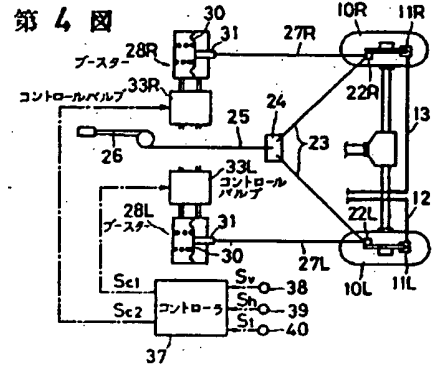 第4図
30
31
28R
ブースター
33R
コントロールバルブ
27R
10R
11R
22R
24
25
26
23
13
33L
コントロール
バルブ
28L
ブースター
31
30
27L
12
22L
10L
11L
Sc1
Sc2
コントローラ
37
Sv
38
Sh
39
St
40